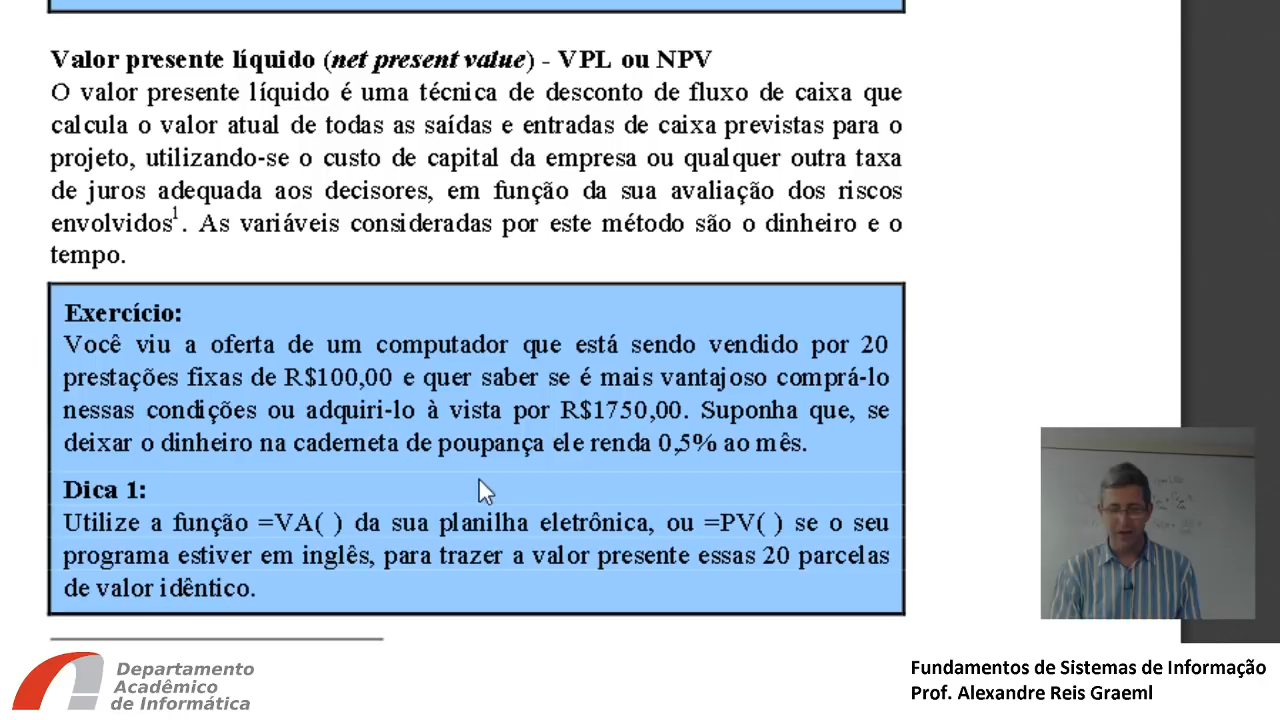 Valor presente líquido (net present value) - VPL ou NPV
O valor presente líquido é uma técnica de desconto de fluxo de caixa que
calcula o valor atual de todas as saídas e entradas de caixa previstas para o
projeto, utilizando-se o custo de capital da empresa ou qualquer outra taxa
de juros adequada aos decisores, em função da sua avaliação dos riscos
envolvidos1. As variáveis consideradas por este método são o dinheiro e o
tempo.
Exercício:
Você viu a oferta de um computador que está sendo vendido por 20
prestações fixas de R$100,00 e quer saber se é mais vantajoso comprá-lo
nessas condições ou adquiri-lo à vista por R$1750,00. Suponha que, se
deixar o dinheiro na caderneta de poupança ele renda 0,5% ao mês.
Dica 1:
Utilize a função =VA( ) da sua planilha eletrônica, ou =PV( ) se o seu
programa estiver em inglês, para trazer a valor presente essas 20 parcelas
de valor idêntico.
Departamento
Acadêmico
de Informática
Fundamentos de Sistemas de Informação
Prof. Alexandre Reis Graeml